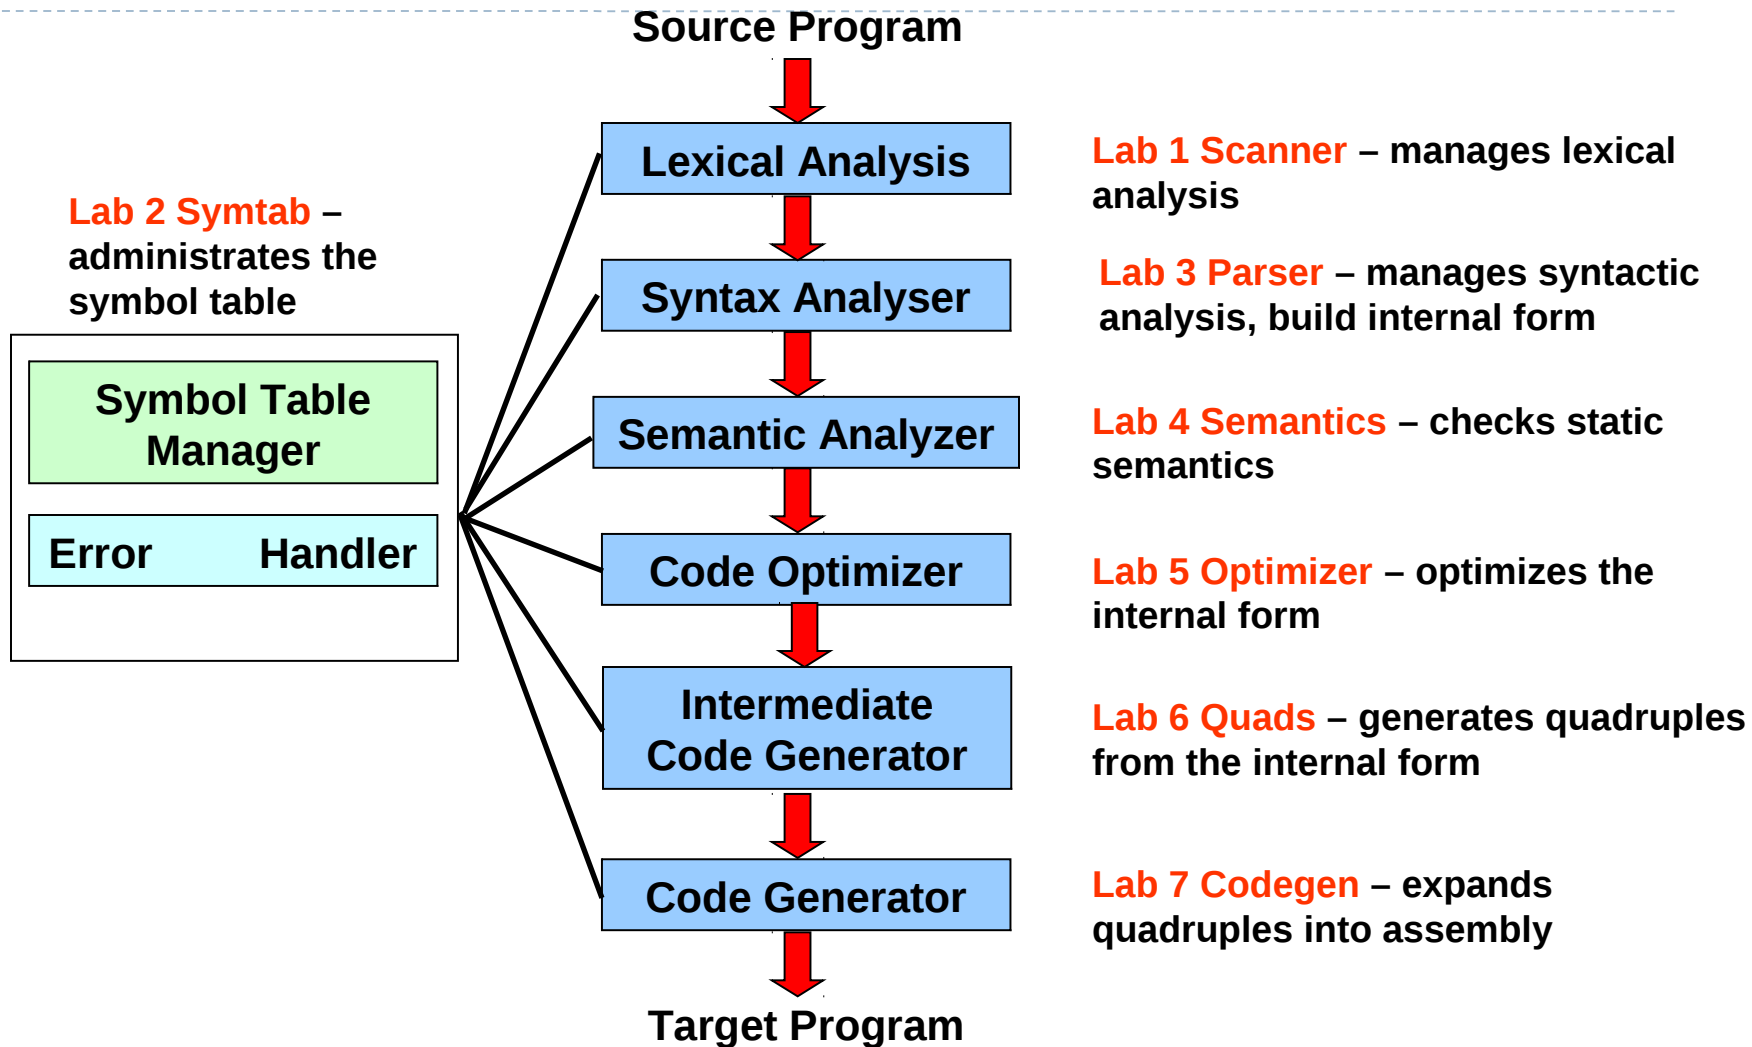 Source Program
Lexical Analysis
Lab 1 Scanner – manages lexical
analysis
Lab 2 Symtab –
administrates the
symbol table
Syntax Analyser
Lab 3 Parser – manages syntactic
analysis, build internal form
Symbol Table
Manager
Semantic Analyzer
Lab 4 Semantics – checks static
semantics
Error Handler
Code Optimizer
Lab 5 Optimizer – optimizes the
internal form
Intermediate
Code Generator
Lab 6 Quads – generates quadruples
from the internal form
Code Generator
Lab 7 Codegen – expands
quadruples into assembly
Target Program